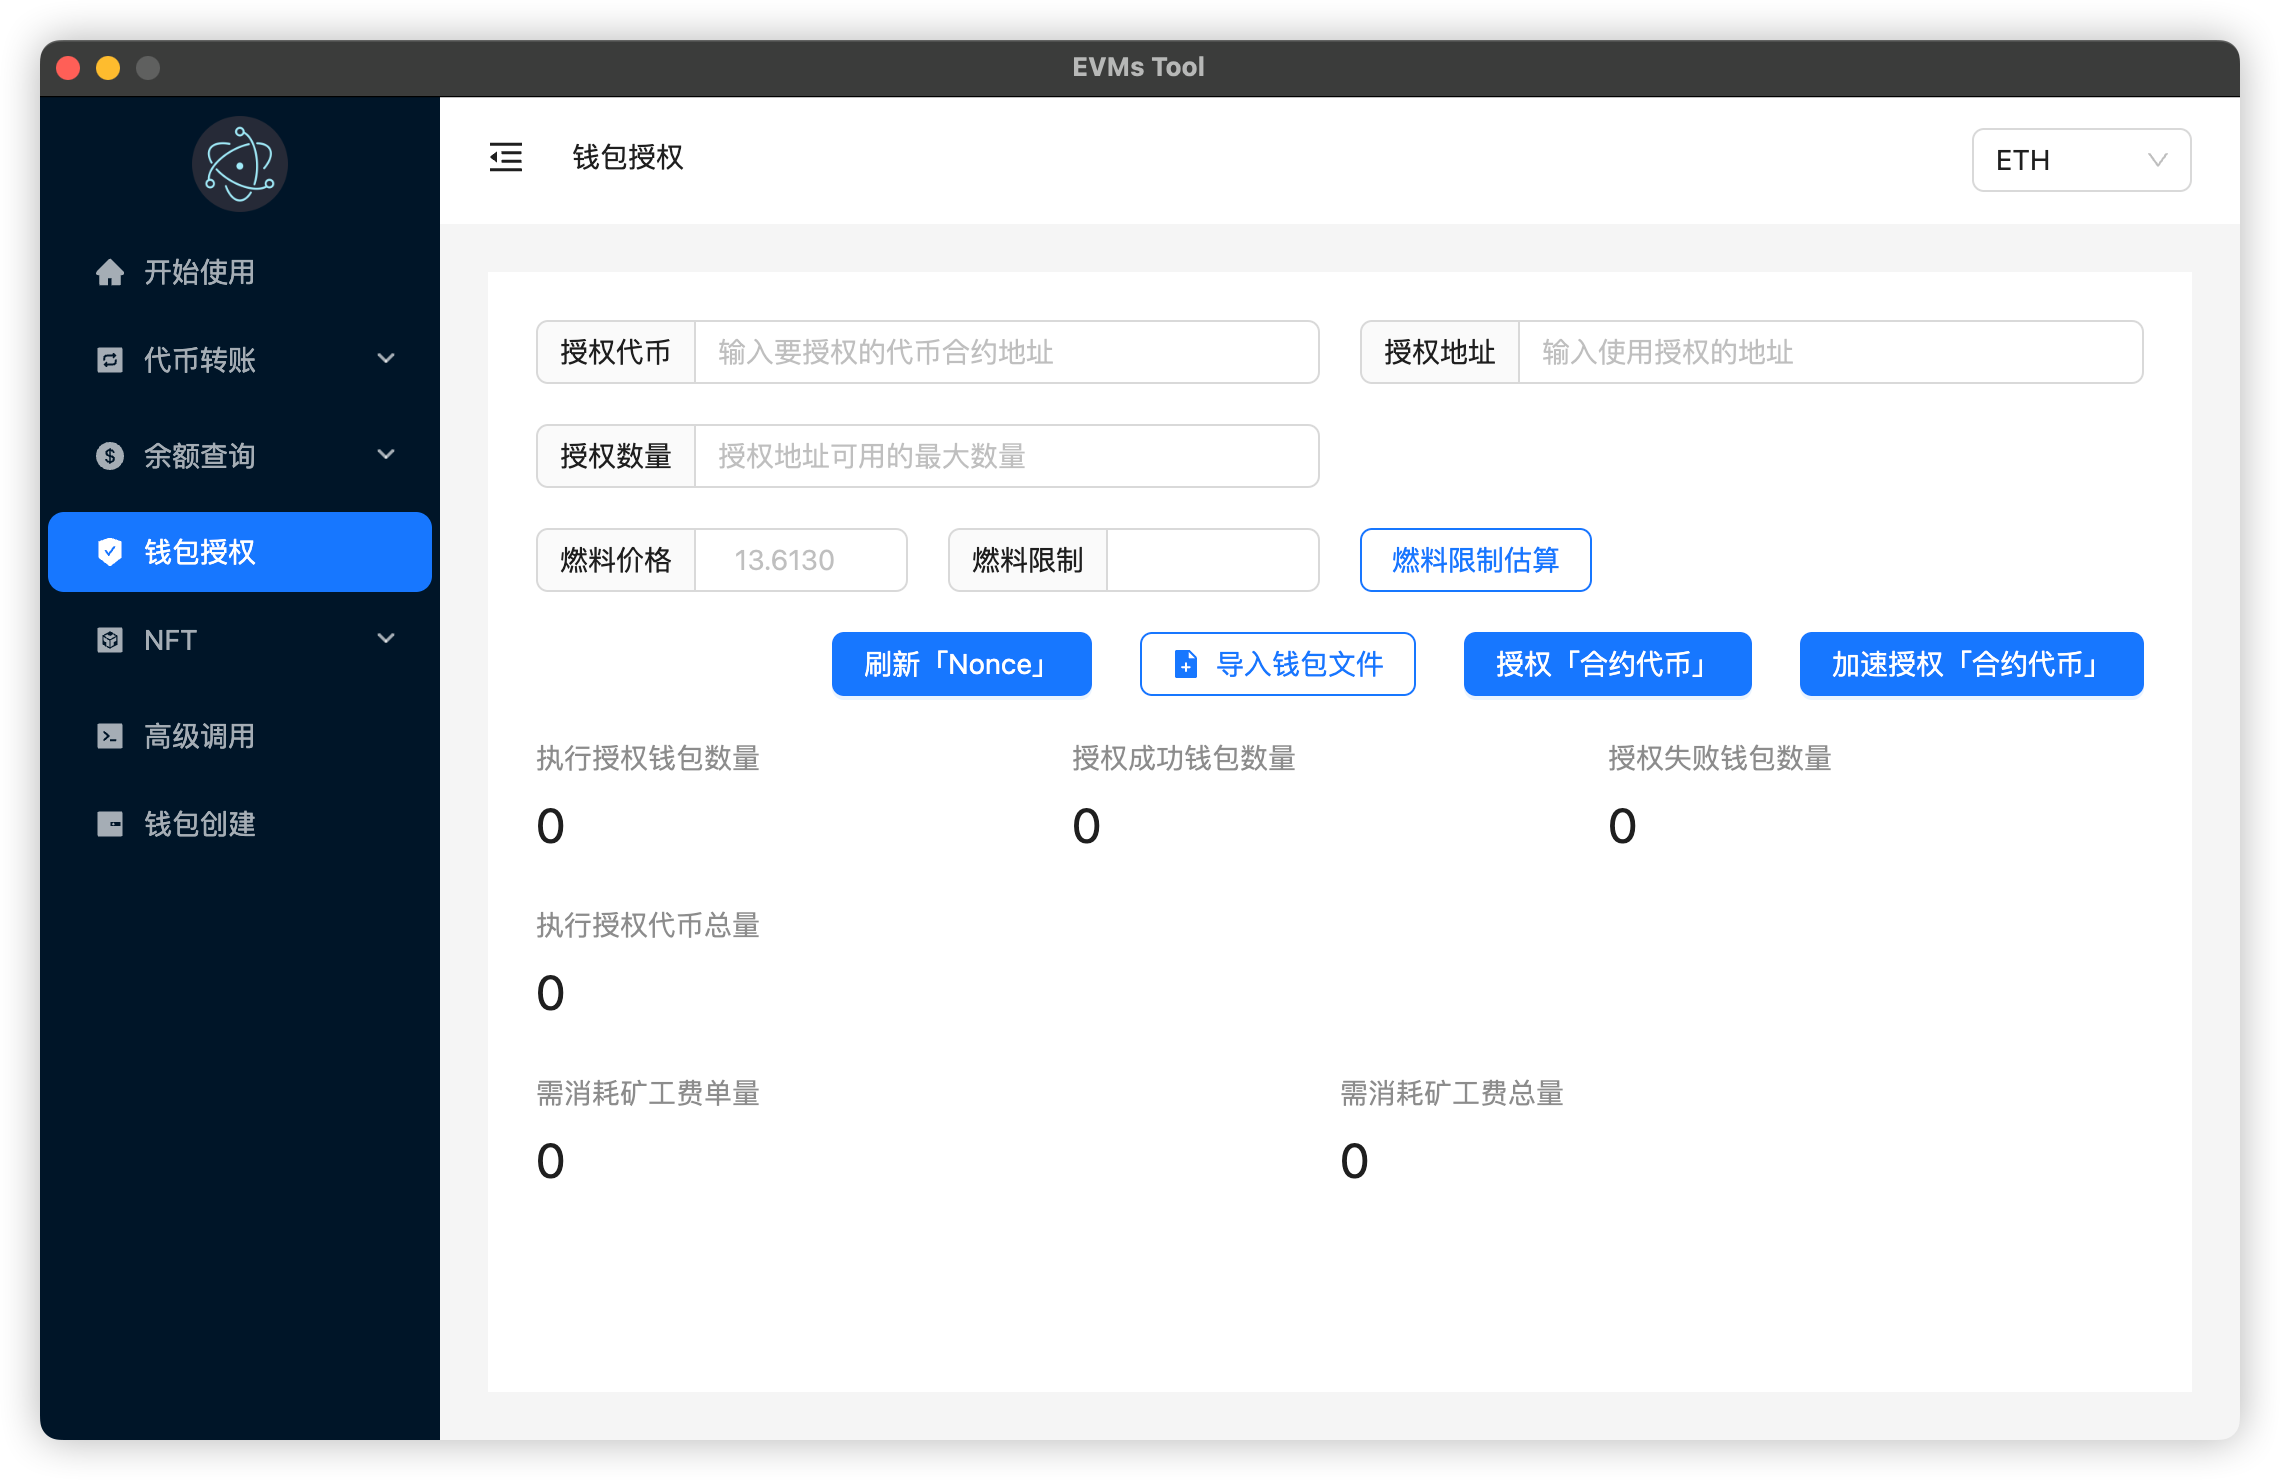 EVMs Tool
开始使用
代币转账
余额查询
钱包授权
NFT
高级调用
钱包创建
钱包授权
ETH
授权代币 输入要授权的代币合约地址 授权地址 输入使用授权的地址
授权数量 授权地址可用的最大数量
燃料价格 13.6130 燃料限制 燃料限制估算
刷新「Nonce」 导入钱包文件 授权「合约代币」 加速授权「合约代币」
执行授权钱包数量 授权成功钱包数量 授权失败钱包数量
0 0 0
执行授权代币总量
0
需消耗矿工费单量 需消耗矿工费总量
0 0